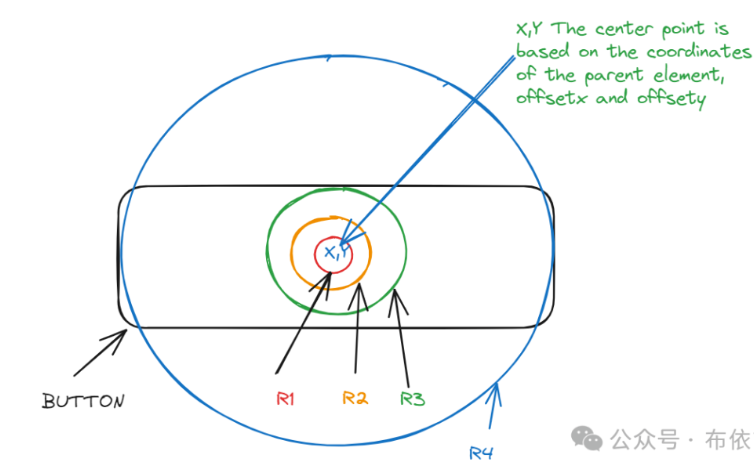 X,Y The center point is
based on the coordinates
of the parent element,
offsetx and offsety
X,Y
BUTTON
R1
R2
R3
R4
公众号 · 布依